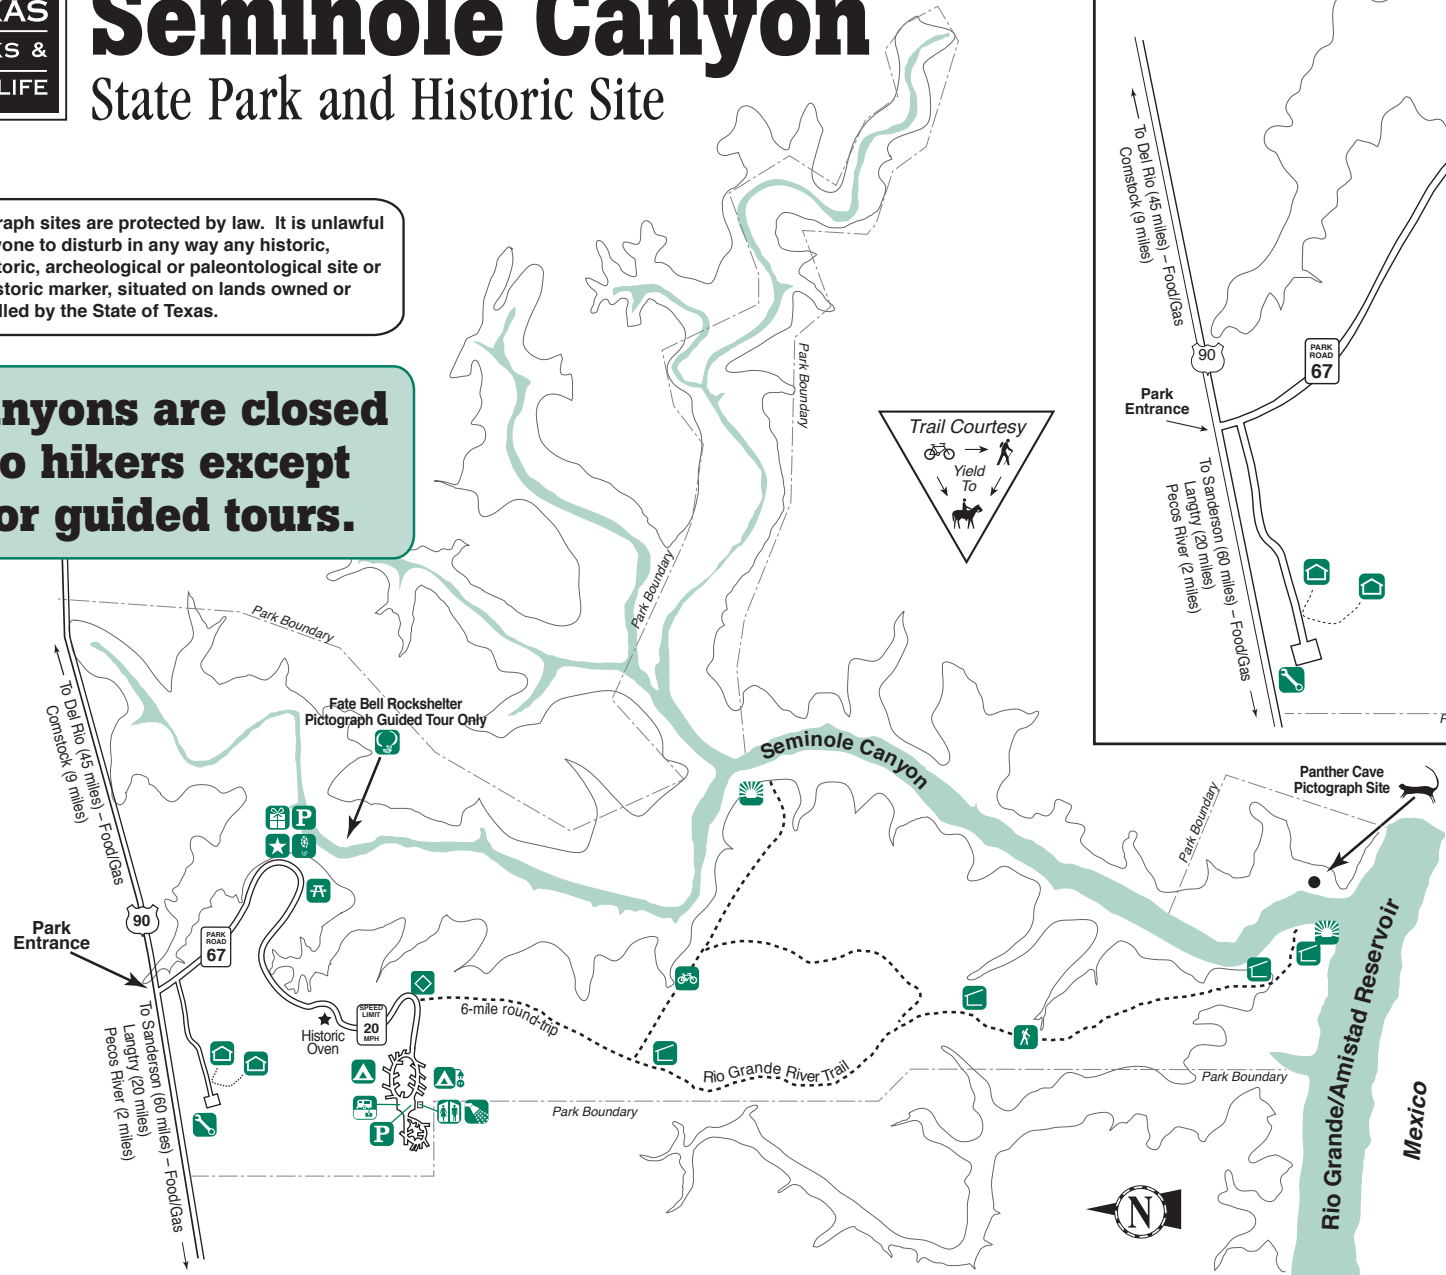 XAS
KS &
LIFE
Seminole Canyon
State Park and Historic Site
raph sites are protected by law. It is unlawful
yone to disturb in any way any historic,
toric, archeological or paleontological site or
storic marker, situated on lands owned or
lled by the State of Texas.
nyons are closed
o hikers except
or guided tours.
Trail Courtesy
Yield
To
Park Boundary
Park Boundary
Park Boundary
To Del Rio (45 miles) – Food/Gas
Comstock (9 miles)
90
PARK
ROAD
67
Park
Entrance
To Sanderson (60 miles) – Food/Gas
Langtry (20 miles)
Pecos River (2 miles)
P
Fate Bell Rockshelter
Pictograph Guided Tour Only
Seminole Canyon
Panther Cave
Pictograph Site
Park Boundary
To Del Rio (45 miles) – Food/Gas
Comstock (9 miles)
P
90
Park
Entrance
PARK
ROAD
67
To Sanderson (60 miles) – Food/Gas
Langtry (20 miles)
Pecos River (2 miles)
Historic
Oven
SPEED
LIMIT
20
MPH
6-mile round-trip
Rio Grande River Trail
P
Park Boundary
Park Boundary
Rio Grande/Amistad Reservoir
Mexico
N